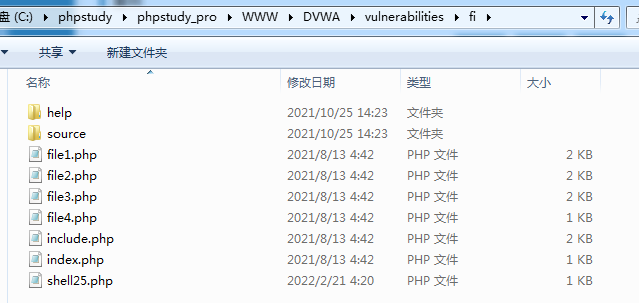 盘 (C:) ▸ phpstudy ▸ phpstudy_pro ▸ WWW ▸ DVWA ▸ vulnerabilities ▸ fi ▸
共享 新建文件夹
名称 修改日期 类型 大小
help 2021/10/25 14:23 文件夹
source 2021/10/25 14:23 文件夹
file1.php 2021/8/13 4:42 PHP 文件 2 KB
file2.php 2021/8/13 4:42 PHP 文件 2 KB
file3.php 2021/8/13 4:42 PHP 文件 2 KB
file4.php 2021/8/13 4:42 PHP 文件 1 KB
include.php 2021/8/13 4:42 PHP 文件 2 KB
index.php 2021/8/13 4:42 PHP 文件 1 KB
shell25.php 2022/2/21 4:20 PHP 文件 1 KB